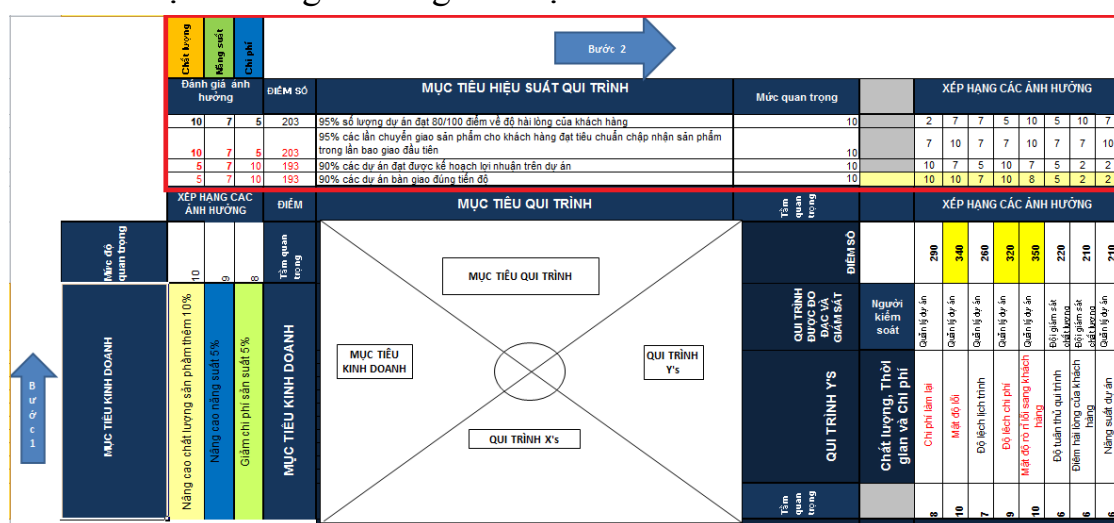 Chất lượng
Năng suất
Chi phí
Bước 2
Đánh giá ảnh
hưởng
ĐIỂM SỐ
MỤC TIÊU HIỆU SUẤT QUI TRÌNH
Mức quan trọng
XẾP HẠNG CÁC ẢNH HƯỞNG
10 7 5 203 95% số lượng dự án đạt 80/100 điểm về độ hài lòng của khách hàng 10 2 7 7 5 10 5 10 7
95% các lần chuyển giao sản phẩm cho khách hàng đạt tiêu chuẩn chấp nhận sản phẩm
10 7 5 203 trong lần bao giao đầu tiên 10 7 10 7 7 10 7 7 10
5 7 10 193 90% các dự án đạt được kế hoạch lợi nhuận trên dự án 10 10 7 5 10 7 5 2 2
5 7 10 193 90% các dự án bàn giao đúng tiến độ 10 10 10 7 10 8 5 2 2
XẾP HẠNG CÁC
ẢNH HƯỞNG
ĐIỂM
MỤC TIÊU QUI TRÌNH
Tầm
quan
trọng
XẾP HẠNG CÁC ẢNH HƯỞNG
Mức độ
quan trọng
10
9
8
Tầm quan
trọng
MỤC TIÊU QUI TRÌNH
MỤC TIÊU
KINH DOANH
QUI TRÌNH
Y's
QUI TRÌNH X's
ĐIỂM SỐ
290
340
260
320
350
220
210
210
QUI TRÌNH
ĐƯỢC ĐO
ĐẠC VÀ
GIÁM SÁT
Người
kiểm
soát
Quản lý dự án
Quản lý dự án
Quản lý dự án
Quản lý dự án
Quản lý dự án
Đội giám sát
chất lượng
Đội giám sát
chất lượng
Quản lý dự án
Bước 1
MỤC TIÊU KINH DOANH
Nâng cao chất lượng sản phẩm thêm 10%
Nâng cao năng suất 5%
Giảm chi phí sản suất 5%
MỤC TIÊU KINH DOANH
QUI TRÌNH Y'S
Chất lượng, Thời
gian và Chi phí
Chi phí làm lại
Mật độ lỗi
Độ lệch lịch trình
Độ lệch chi phí
Mật độ rò rỉ lỗi sang khách
hàng
Độ tuân thủ qui trình
Điểm hài lòng của khách
hàng
Năng suất dự án
Tầm
quan
trọng
8
10
7
9
10
6
6
6